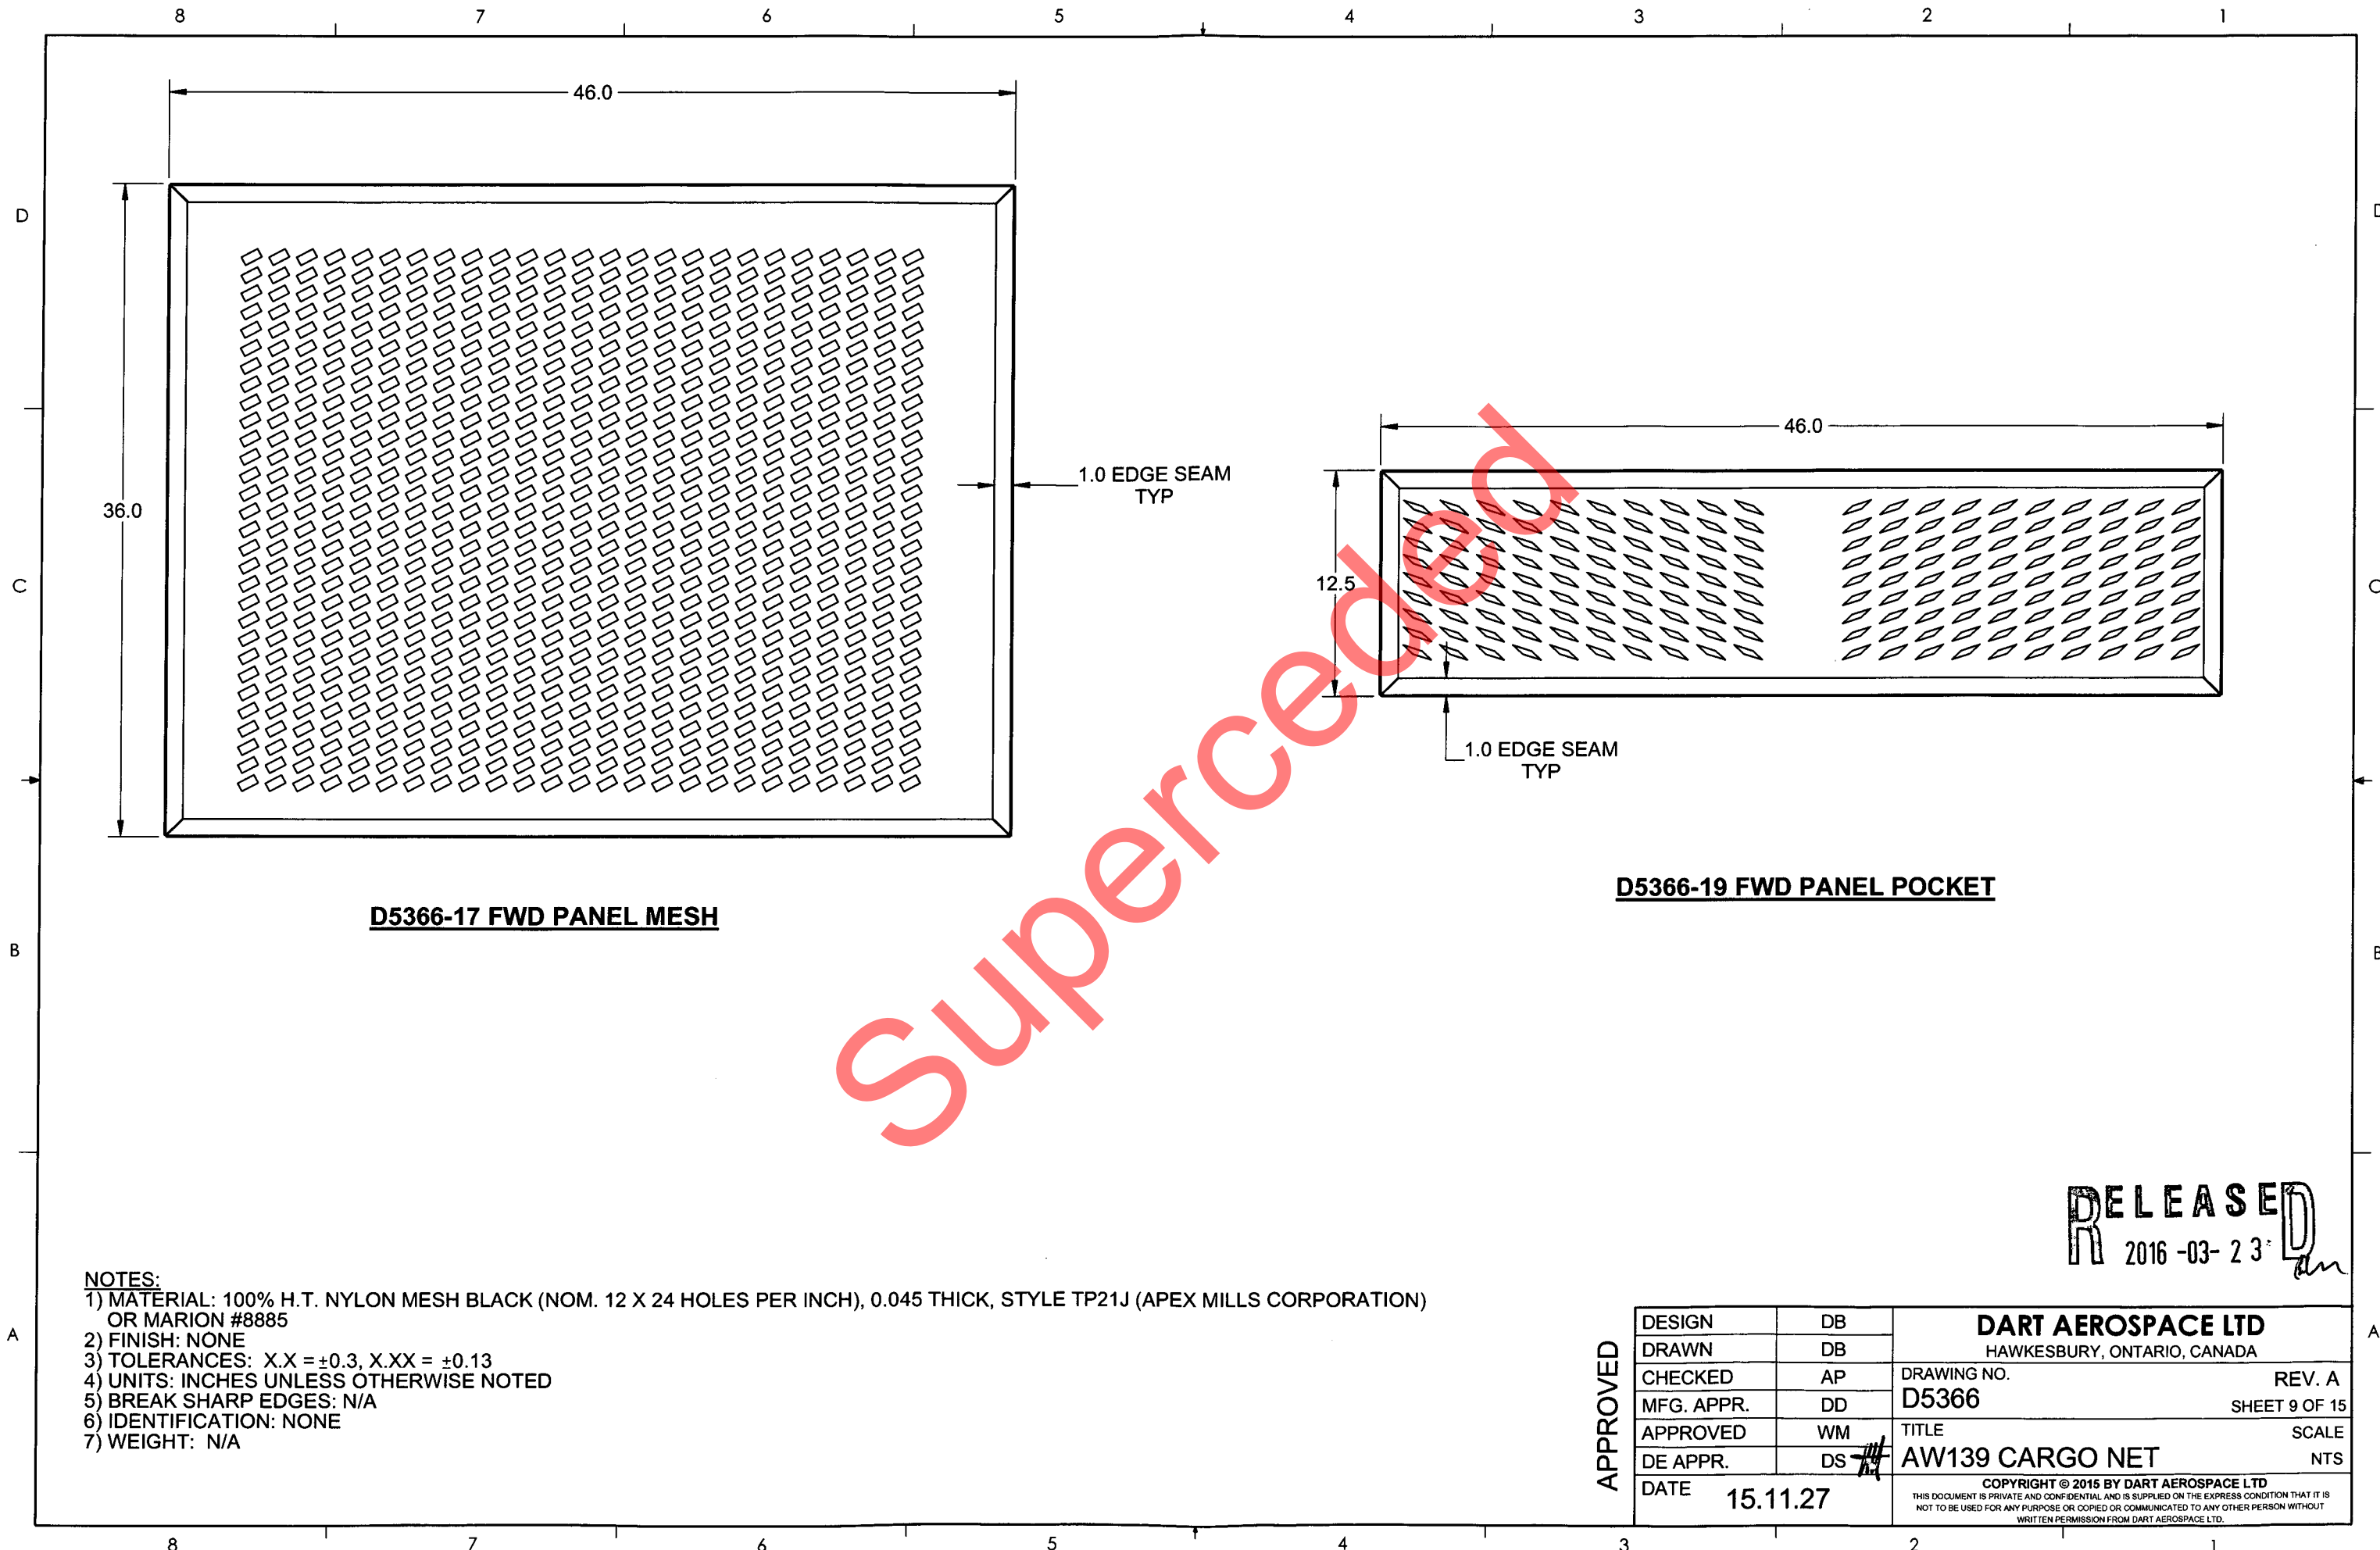 8 7 6 5 4 3 2 1
46.0
D
36.0
1.0 EDGE SEAM
TYP
46.0
12.5
C
C
1.0 EDGE SEAM
TYP
D5366-17 FWD PANEL MESH
D5366-19 FWD PANEL POCKET
B
Superceded
RELEASED
2016-03-23
NOTES:
1) MATERIAL: 100% H.T. NYLON MESH BLACK (NOM. 12 X 24 HOLES PER INCH), 0.045 THICK, STYLE TP21J (APEX MILLS CORPORATION)
OR MARION #8885
2) FINISH: NONE
3) TOLERANCES: X.X = ±0.3, X.XX = ±0.13
4) UNITS: INCHES UNLESS OTHERWISE NOTED
5) BREAK SHARP EDGES: N/A
6) IDENTIFICATION: NONE
7) WEIGHT: N/A
A
A
APPROVED
DESIGN DB
DRAWN DB
CHECKED AP
MFG. APPR. DD
APPROVED WM
DE APPR. DS
DATE 15.11.27
DART AEROSPACE LTD
HAWKESBURY, ONTARIO, CANADA
DRAWING NO.
D5366
REV. A
SHEET 9 OF 15
TITLE
AW139 CARGO NET
SCALE
NTS
COPYRIGHT © 2015 BY DART AEROSPACE LTD
THIS DOCUMENT IS PRIVATE AND CONFIDENTIAL AND IS SUPPLIED ON THE EXPRESS CONDITION THAT IT IS
NOT TO BE USED FOR ANY PURPOSE OR COPIED OR COMMUNICATED TO ANY OTHER PERSON WITHOUT
WRITTEN PERMISSION FROM DART AEROSPACE LTD.
8 7 6 5 4 3 2 1